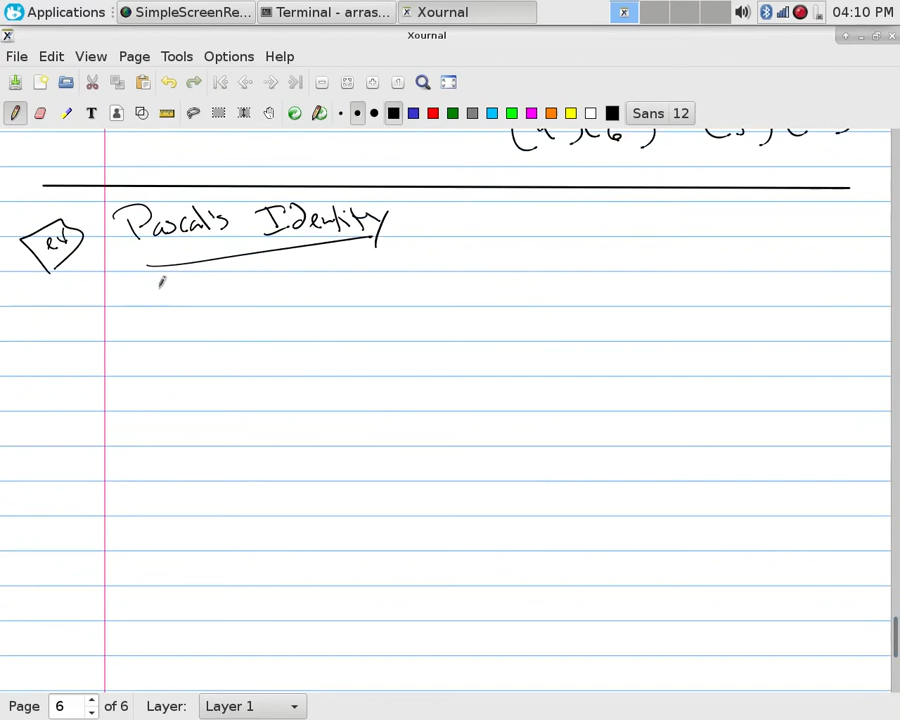 Applications SimpleScreenRe... Terminal - arras... Xournal 04:10 PM
Xournal
File Edit View Page Tools Options Help
T Sans 12
Pascal's Identity
ex
Page 6 of 6 Layer: Layer 1